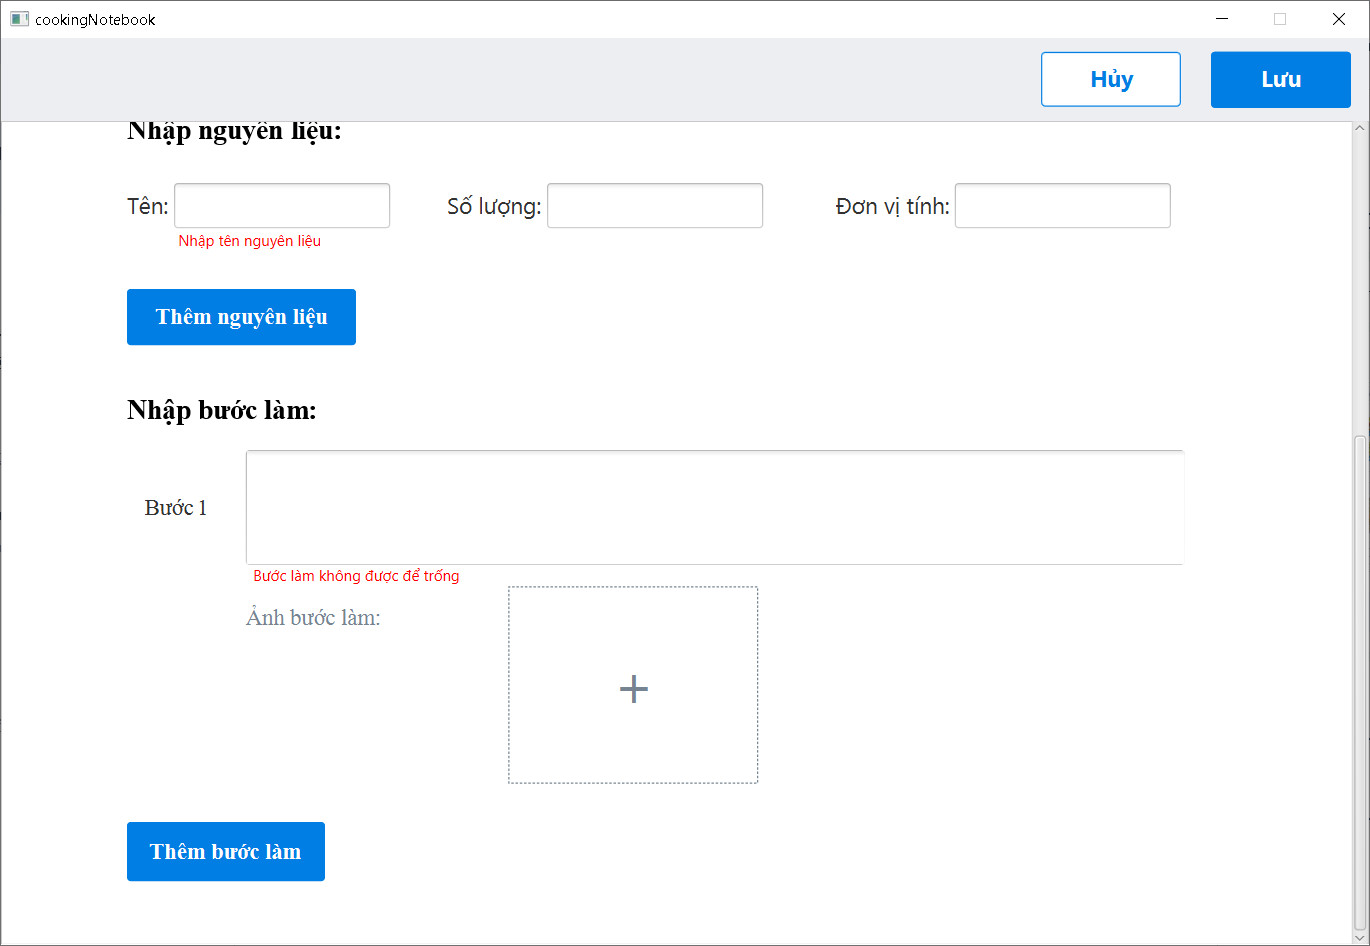 cookingNotebook
Hủy
Lưu
Nhập nguyên liệu:
Tên:
Số lượng:
Đơn vị tính:
Nhập tên nguyên liệu
Thêm nguyên liệu
Nhập bước làm:
Bước 1
Bước làm không được để trống
Ảnh bước làm:
+
Thêm bước làm